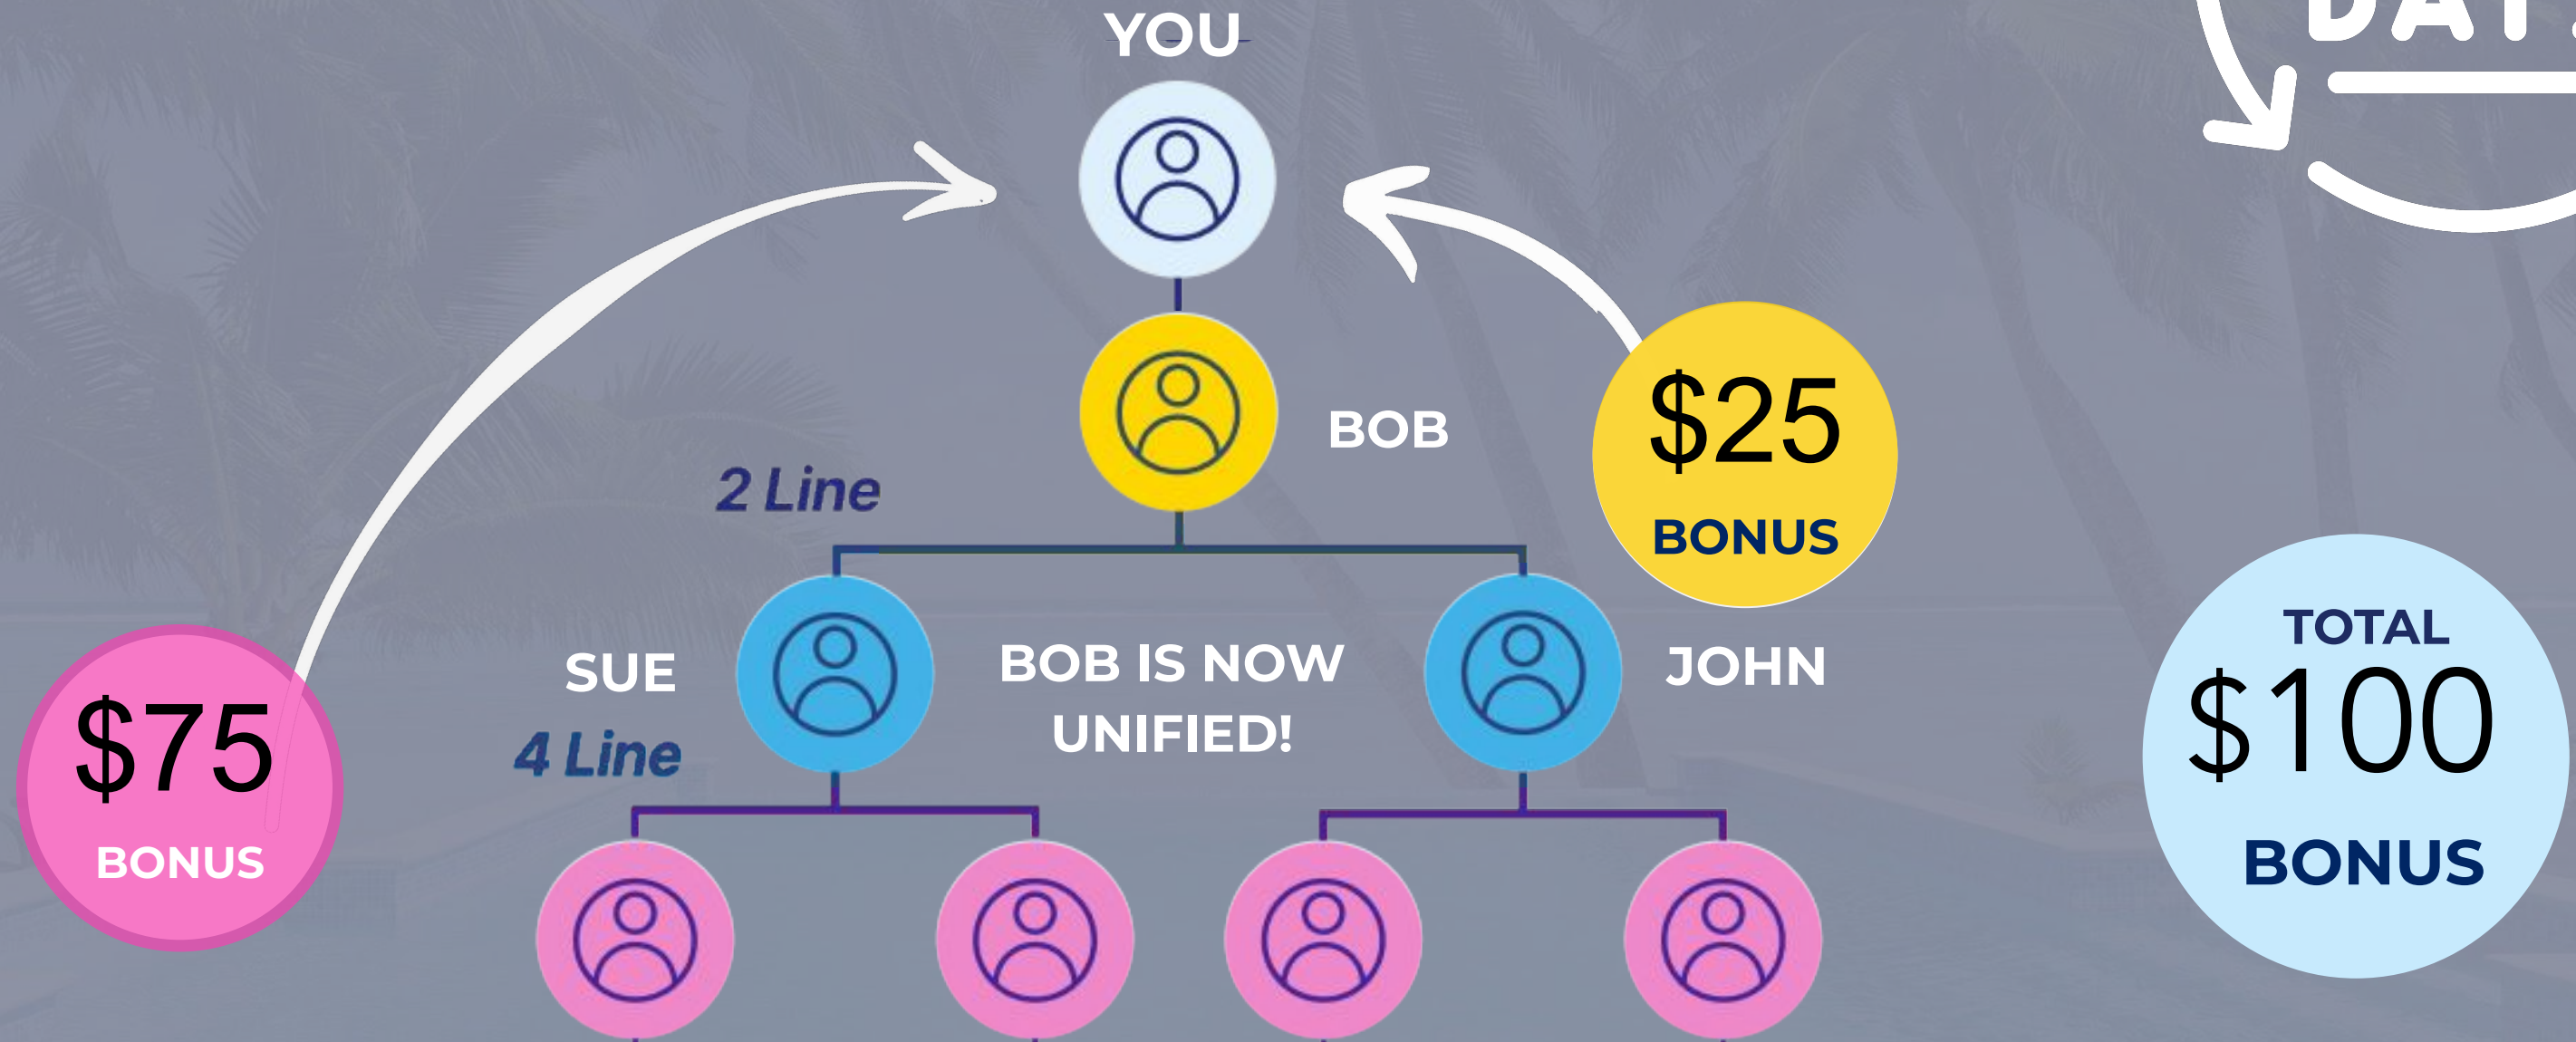 YOU
BOB
$25
BONUS
2 Line
SUE
BOB IS NOW
UNIFIED!
JOHN
4 Line
$75
BONUS
TOTAL
$100
BONUS